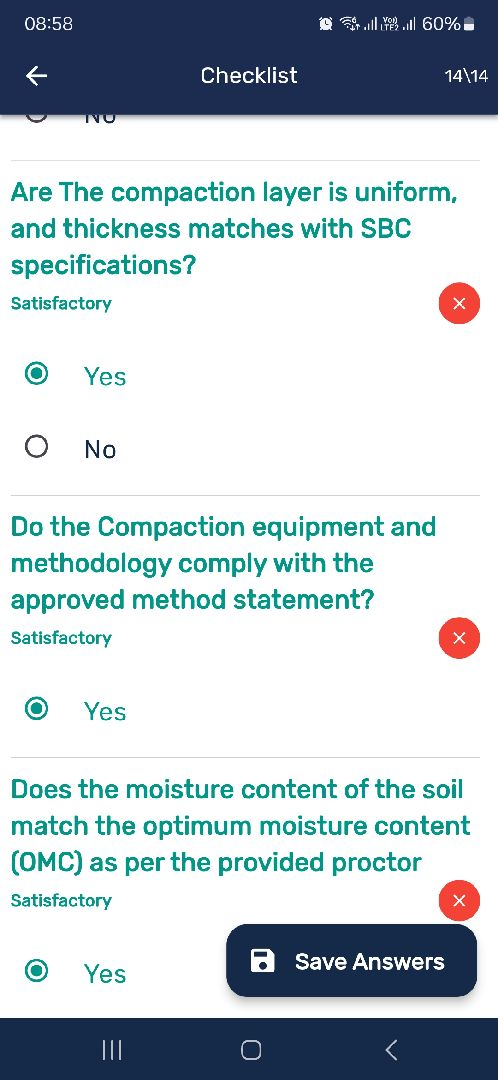 08:58
Vo))
LTE2
60%
Checklist
14\14
No
Are The compaction layer is uniform,
and thickness matches with SBC
specifications?
Satisfactory
Yes
No
Do the Compaction equipment and
methodology comply with the
approved method statement?
Satisfactory
Yes
Does the moisture content of the soil
match the optimum moisture content
(OMC) as per the provided proctor
Satisfactory
Yes
Save Answers